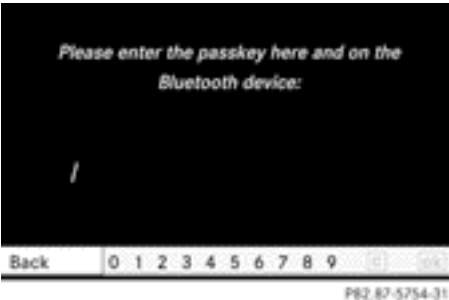 Please enter the passkey here and on the
Bluetooth device:
Back 0 1 2 3 4 5 6 7 8 9 c ok
P82.87-5754-31